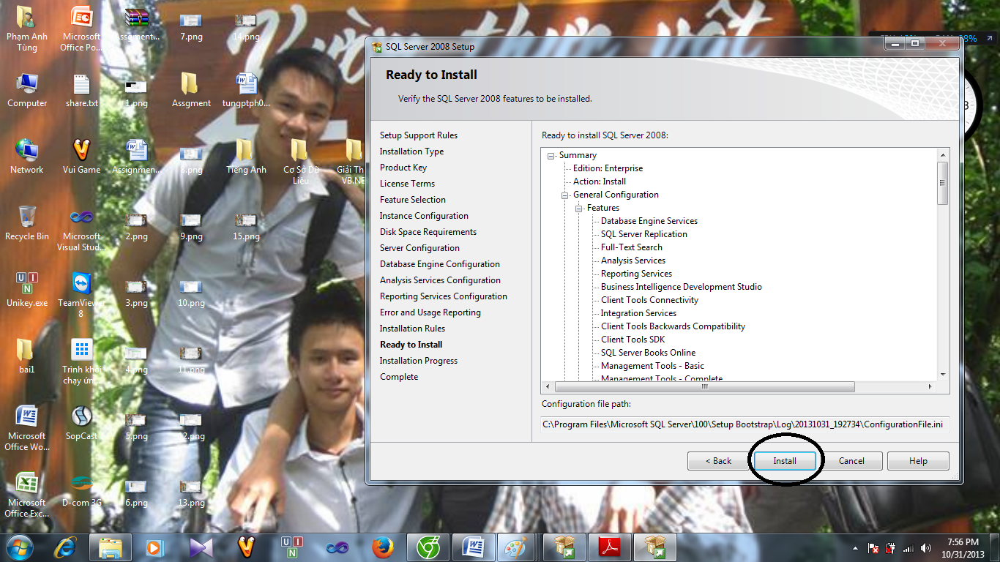 Phạm Anh
Tùng
Microsoft
Office Po...
7.png
14.png
Computer
share.txt
1.png
Assgment
tungptph0...
Network
Vui Game
Assignmen...
8.png
Tiếng Anh
Cơ Sở Dữ
Liệu
Giải Th
VB.NE
Recycle Bin
Microsoft
Visual Stud...
2.png
9.png
15.png
Unikey.exe
TeamViewer
8
3.png
10.png
bai1
Trình khởi
chạy ứn...
4.png
11.png
Microsoft
Office Wo...
SopCast
5.png
12.png
Microsoft
Office Exc...
D-com 3G
6.png
13.png
Vườn thực vật
SQL Server 2008 Setup
Ready to Install
Verify the SQL Server 2008 features to be installed.
Setup Support Rules
Installation Type
Product Key
License Terms
Feature Selection
Instance Configuration
Disk Space Requirements
Server Configuration
Database Engine Configuration
Analysis Services Configuration
Reporting Services Configuration
Error and Usage Reporting
Installation Rules
Ready to Install
Installation Progress
Complete
Ready to install SQL Server 2008:
Summary
Edition: Enterprise
Action: Install
General Configuration
Features
Database Engine Services
SQL Server Replication
Full-Text Search
Analysis Services
Reporting Services
Business Intelligence Development Studio
Client Tools Connectivity
Integration Services
Client Tools Backwards Compatibility
Client Tools SDK
SQL Server Books Online
Management Tools - Basic
Management Tools - Complete
Configuration file path:
C:\Program Files\Microsoft SQL Server\100\Setup Bootstrap\Log\20131031_192734\ConfigurationFile.ini
< Back
Install
Cancel
Help
7:56 PM
10/31/2013